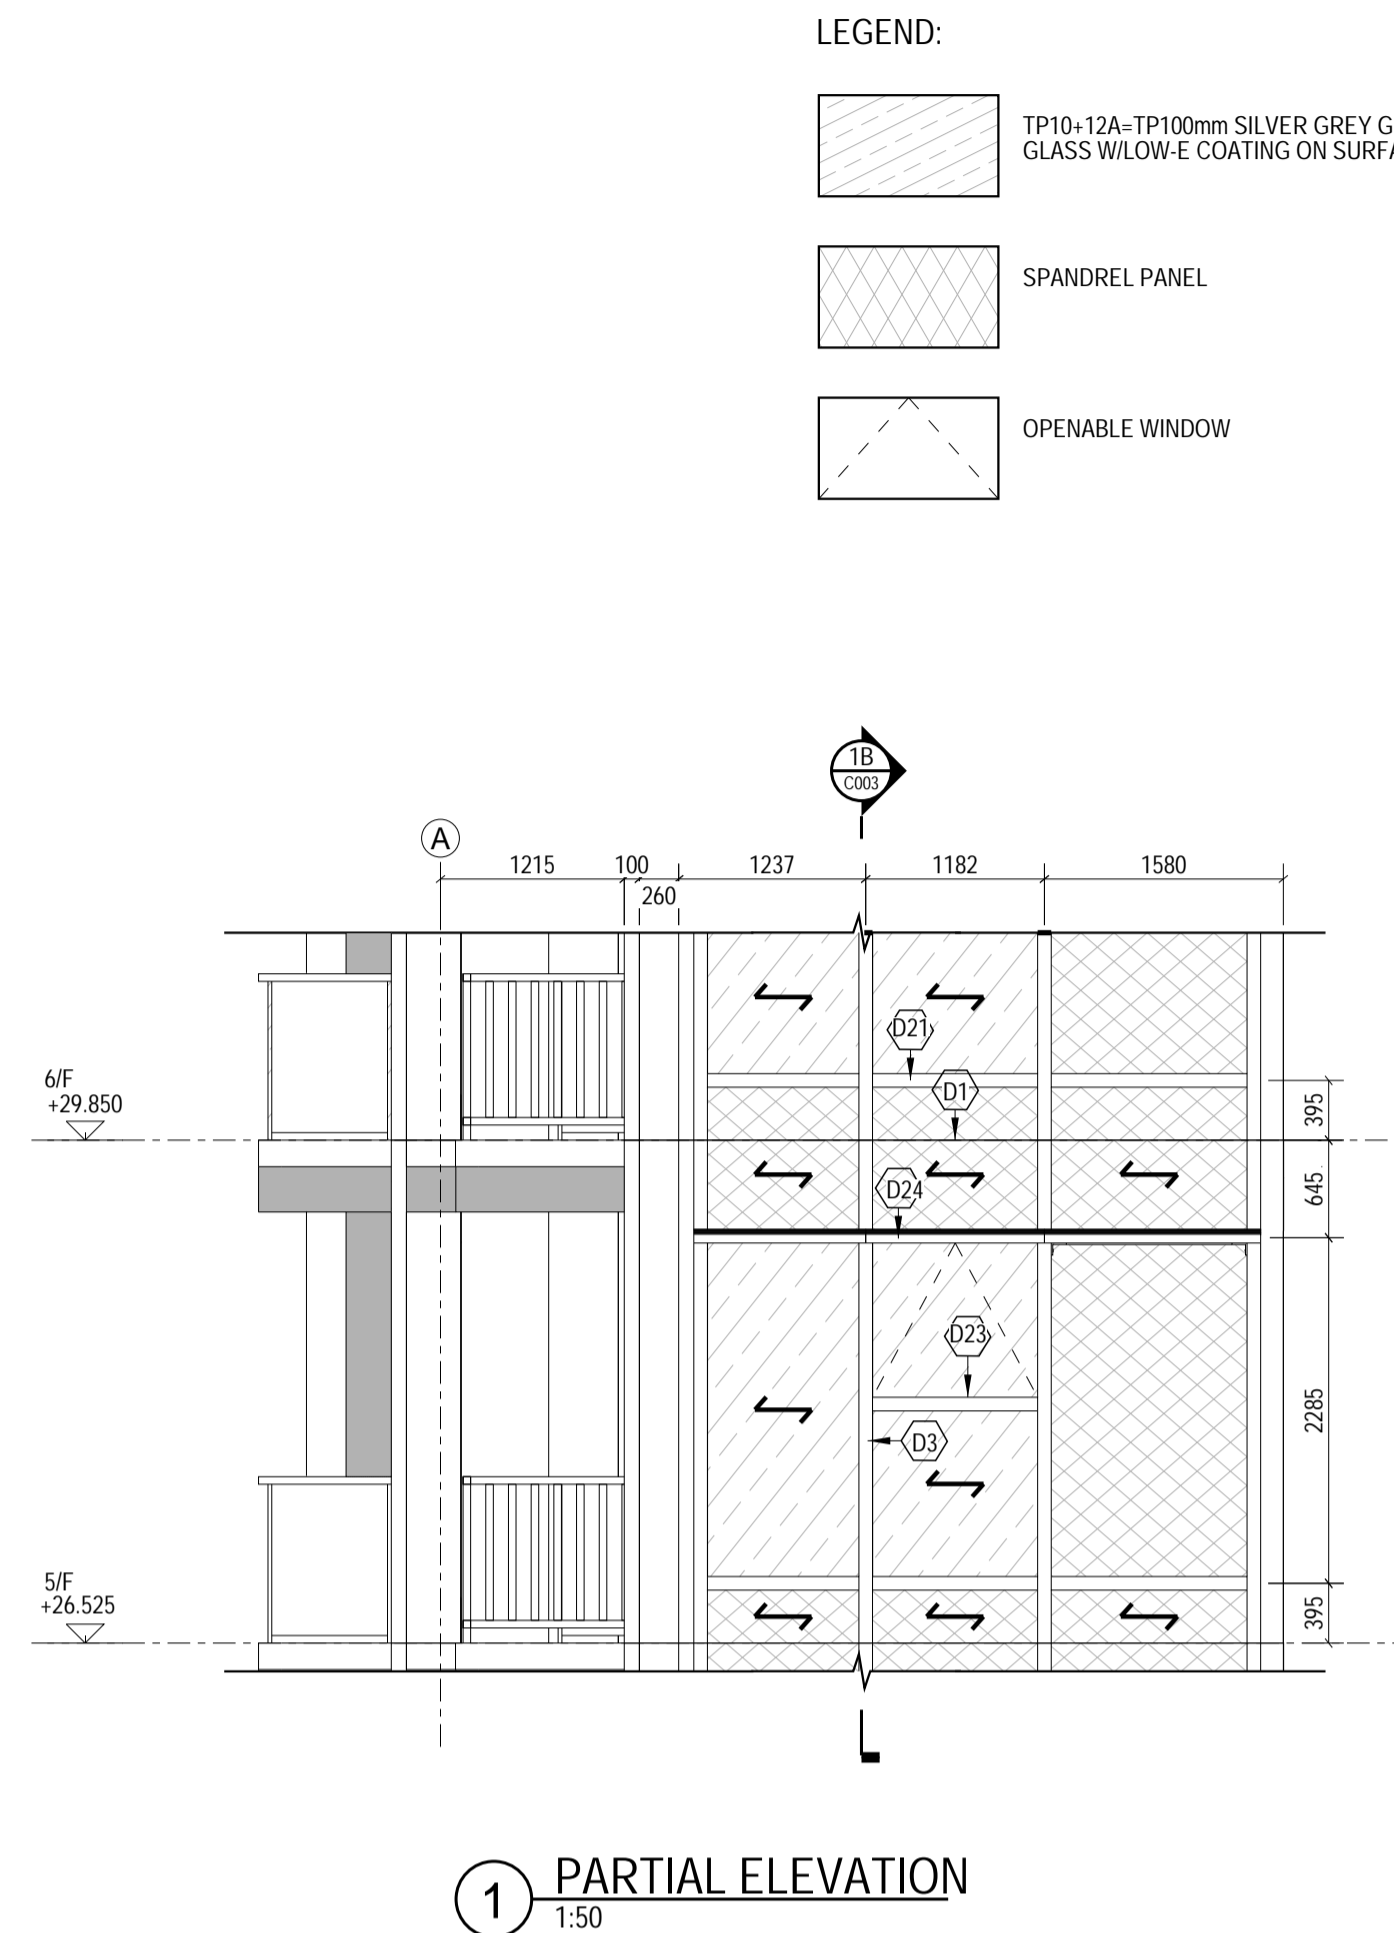 LEGEND:
TP10+12A=TP100mm SILVER GREY G
GLASS W/LOW-E COATING ON SURFA
SPANDREL PANEL
OPENABLE WINDOW
1B
C003
A
1215
100
260
1237
1182
1580
D21
6/F
+29.850
D1
395
D24
645
D23
2285
D3
5/F
+26.525
395
1
PARTIAL ELEVATION
1:50